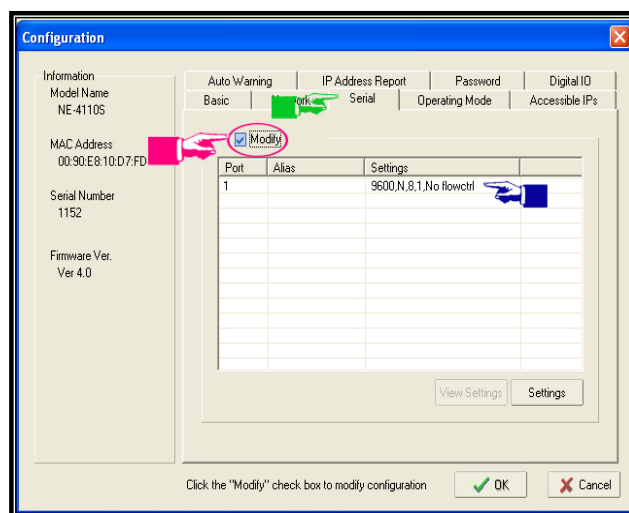 Configuration
Information
Model Name
NE-4110S
MAC Address
00:90:E8:10:D7:FD
Serial Number
1152
Firmware Ver.
Ver 4.0
Auto Warning
IP Address Report
Password
Digital IO
Basic
Serial
Operating Mode
Accessible IPs
Modify
Port Alias Settings
1 9600,N,8,1,No flowctrl
View Settings
Settings
Click the "Modify" check box to modify configuration
OK
Cancel